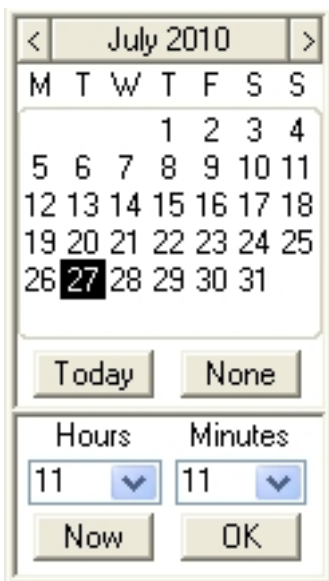 < July 2010 >
M T W T F S S
1 2 3 4
5 6 7 8 9 10 11
12 13 14 15 16 17 18
19 20 21 22 23 24 25
26 27 28 29 30 31
Today None
Hours Minutes
11 11
Now OK